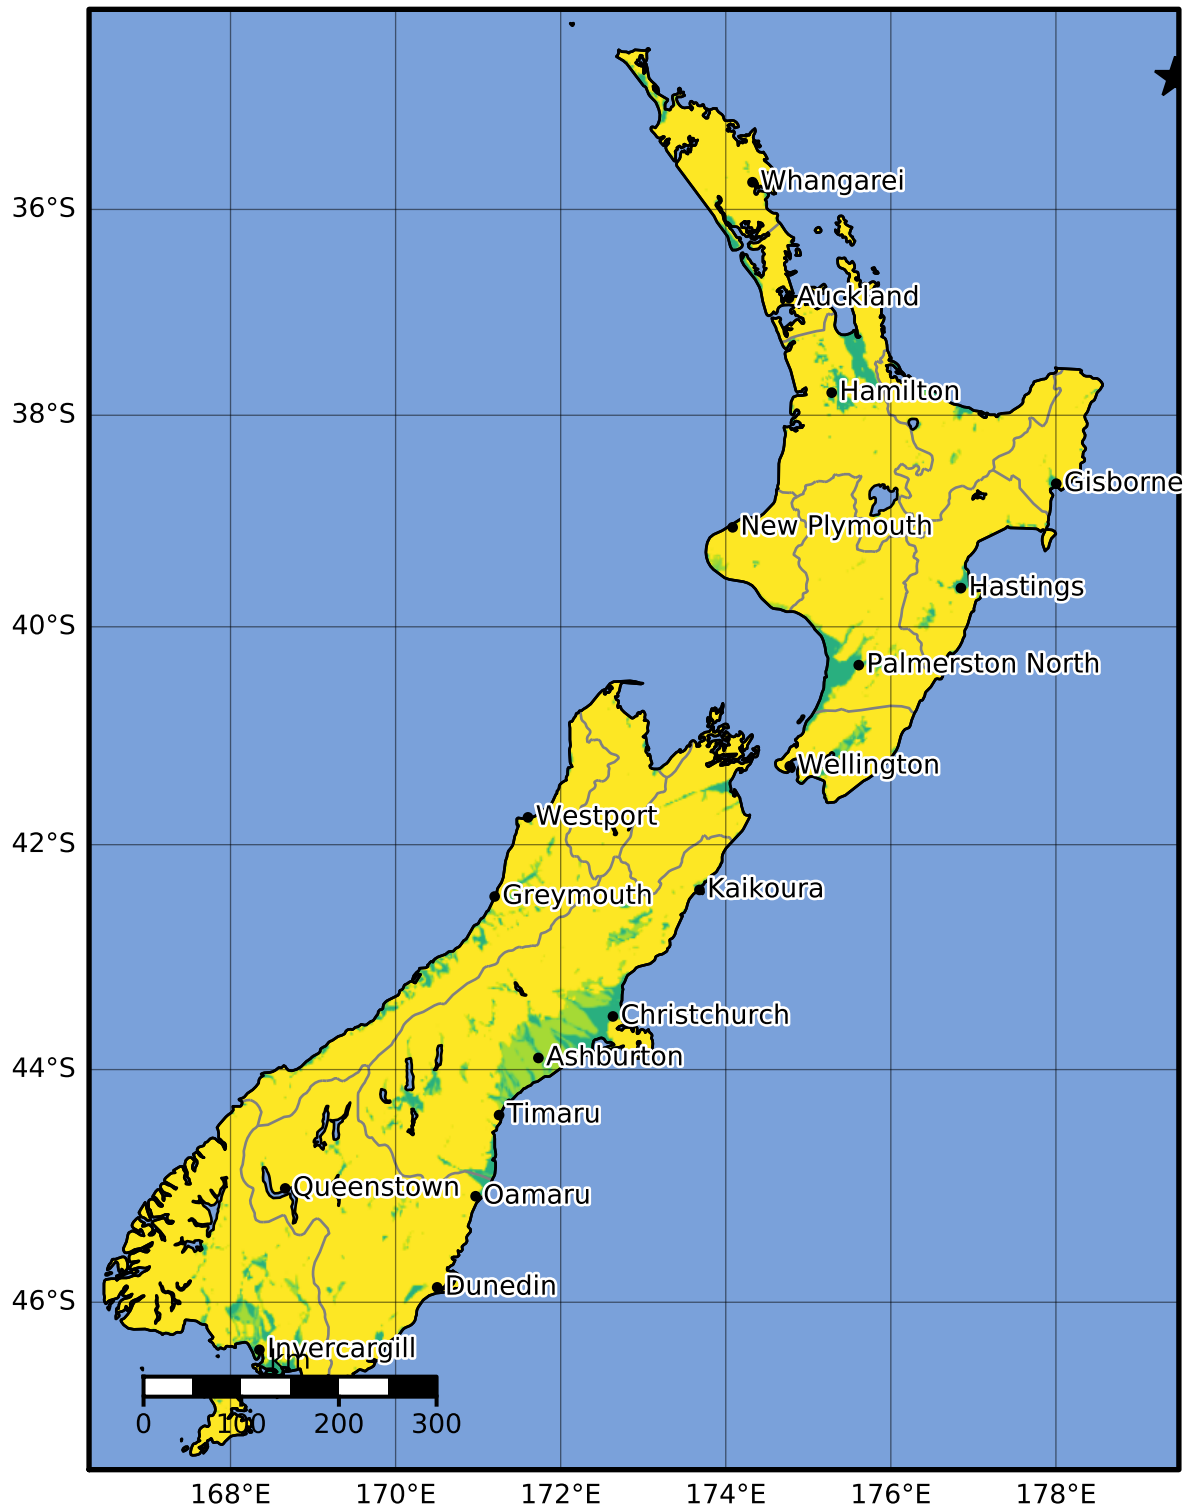 Whangarei
36°S
Auckland
Hamilton
38°S
Gisborne
New Plymouth
Hastings
40°S
Palmerston North
Wellington
Westport
42°S
Kaikoura
Greymouth
Christchurch
Ashburton
44°S
Timaru
Queenstown
Oamaru
Dunedin
46°S
Invercargill
km
0 100 200 300
168°E 170°E 172°E 174°E 176°E 178°E